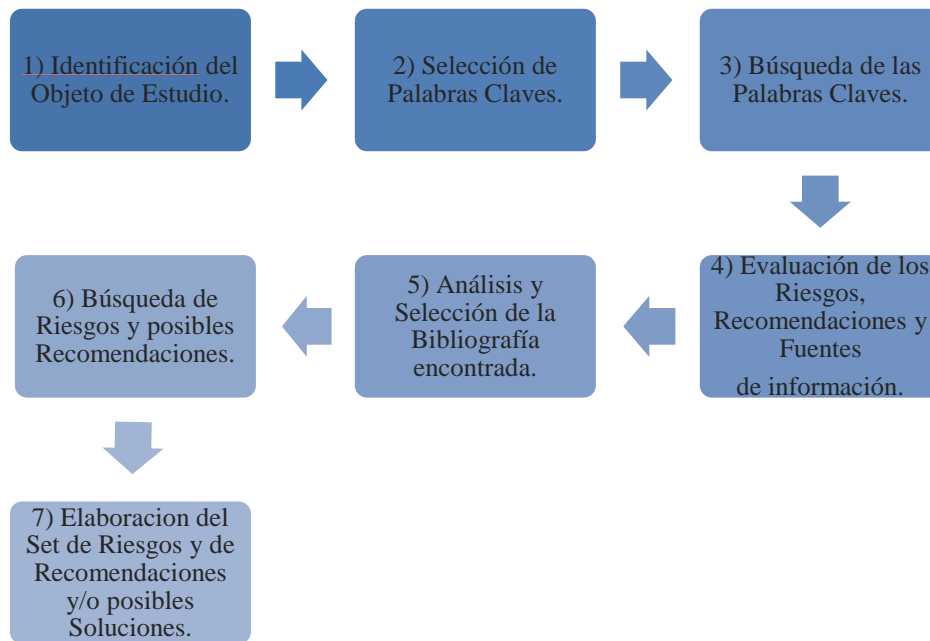 1) Identificación del
Objeto de Estudio.
2) Selección de
Palabras Claves.
3) Búsqueda de las
Palabras Claves.
4) Evaluación de los
Riesgos,
Recomendaciones y
Fuentes
de información.
5) Análisis y
Selección de la
Bibliografía
encontrada.
6) Búsqueda de
Riesgos y posibles
Recomendaciones.
7) Elaboracion del
Set de Riesgos y de
Recomendaciones
y/o posibles
Soluciones.